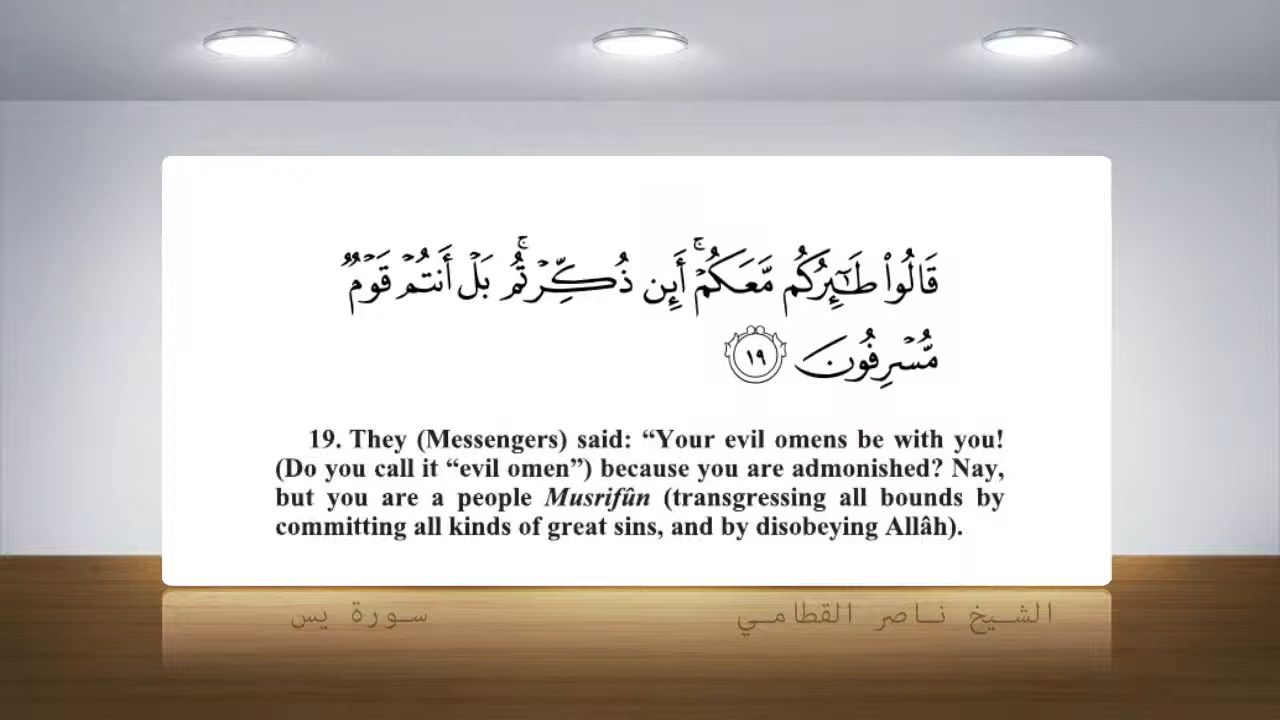 قَالُوا۟ طَـٰٓئِرُكُم مَّعَكُمْ ۚ أَئِن ذُكِّرْتُم ۚ بَلْ أَنتُمْ قَوْمٌ
مُّسْرِفُونَ ١٩
19. They (Messengers) said: “Your evil omens be with you!
(Do you call it “evil omen”) because you are admonished? Nay,
but you are a people Musrifûn (transgressing all bounds by
committing all kinds of great sins, and by disobeying Allâh).
الشيخ ناصر القطامي
سورة يس